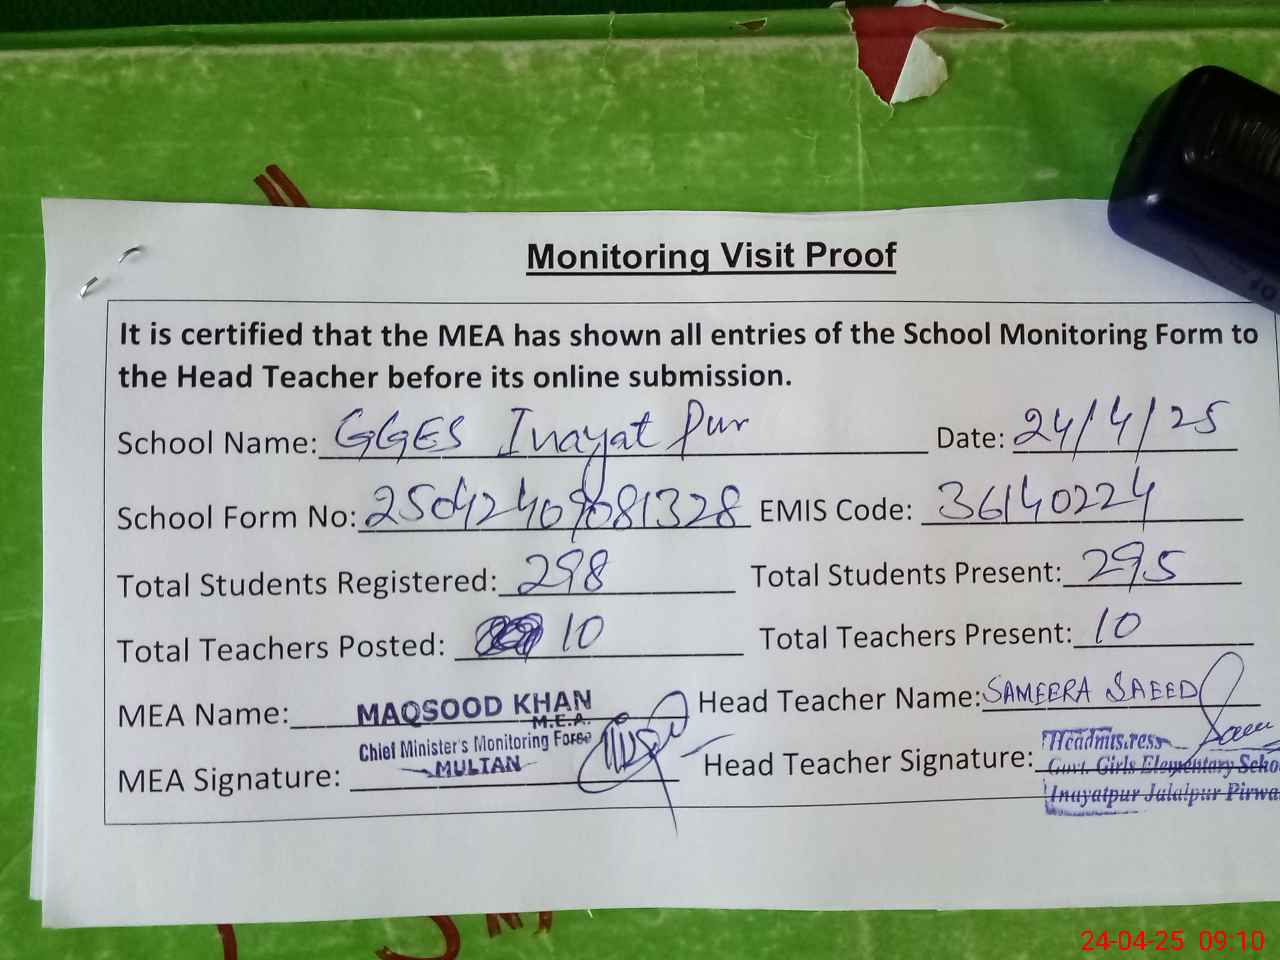 Monitoring Visit Proof
It is certified that the MEA has shown all entries of the School Monitoring Form to
the Head Teacher before its online submission.
School Name: GGES Inayat Pur Date: 24/4/25
School Form No: 25042409081328 EMIS Code: 36140224
Total Students Registered: 298 Total Students Present: 295
Total Teachers Posted: 10 Total Teachers Present: 10
MEA Name: MAQSOOD KHAN Head Teacher Name: SAMEERA SAEED
M.E.A.
Chief Minister's Monitoring Force
MULTAN
MEA Signature: Head Teacher Signature:
Headmistress
Govt. Girls Elementary Scho
Inayatpur Jalalpur Pirwa
24-04-25 09:10